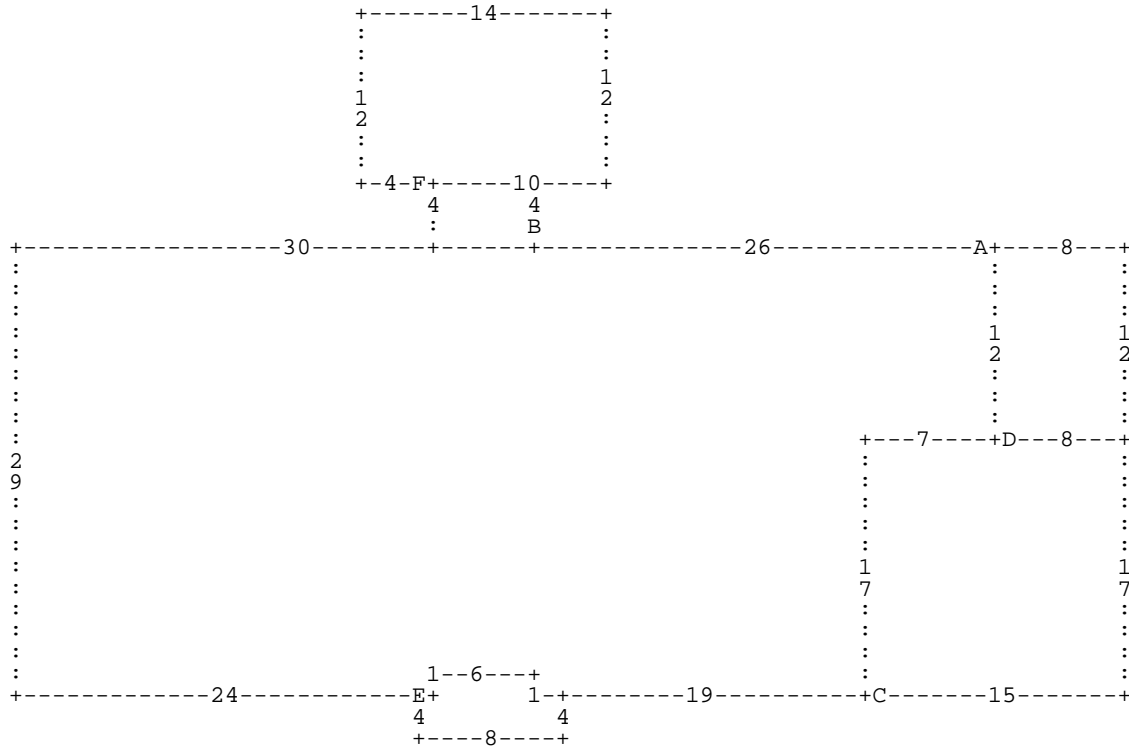 +-------14-------+
:                :
:                :
:                1
1                2
2                :
:                :
:                :
+-4-F+-----10----+
4      4
:      B
+------------------30--------+------+--------------26--------------A+----8---+
:                                                                   :        :
:                                                                   :        :
:                                                                   :        :
:                                                                   1        1
:                                                                   2        2
:                                                                   :        :
:                                                                   :        :
:                                                                   :        :
:                                                          +---7----+D---8---+
2                                                          :                 :
9                                                          :                 :
:                                                          :                 :
:                                                          :                 :
:                                                          :                 :
:                                                          1                 1
:                                                          7                 7
:                                                          :                 :
:                                                          :                 :
:                                                          :                 :
:                            1--6---+                      :                 :
+-------------24------------E+      1-+--------19----------+C------15--------+
4         4
+----8----+